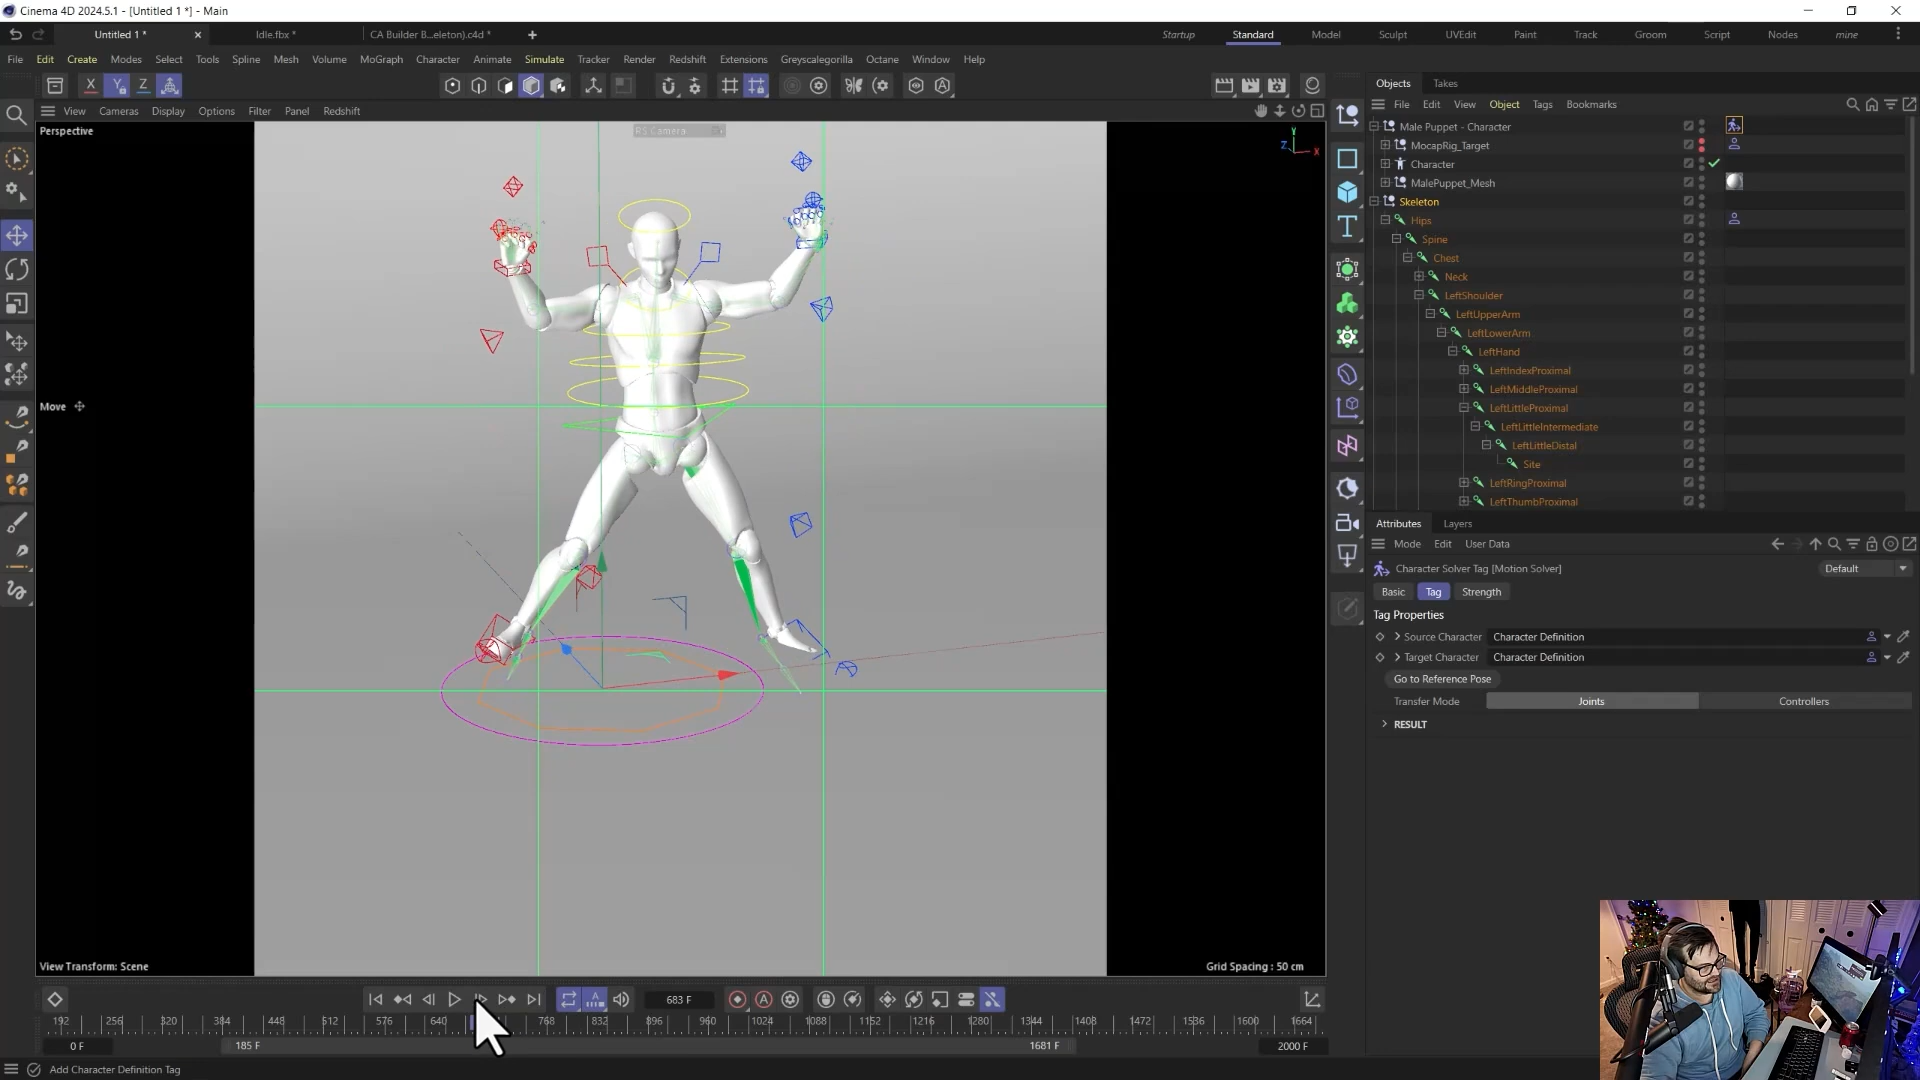 Cinema 4D 2024.5.1 - [Untitled 1 *] - Main
Untitled 1 *
Idle.fbx *
CA Builder B...eleton).c4d *
Startup
Standard
Model
Sculpt
UVEdit
Paint
Track
Groom
Script
Nodes
mine
File
Edit
Create
Modes
Select
Tools
Spline
Mesh
Volume
MoGraph
Character
Animate
Simulate
Tracker
Render
Redshift
Extensions
Greyscalegorilla
Octane
Window
Help
X
Y
Z
View
Cameras
Display
Options
Filter
Panel
Redshift
Perspective
RS Camera
Y
Z
X
Move
View Transform: Scene
Grid Spacing : 50 cm
Objects
Takes
File
Edit
View
Object
Tags
Bookmarks
Male Puppet - Character
MocapRig_Target
Character
MalePuppet_Mesh
Skeleton
Hips
Spine
Chest
Neck
LeftShoulder
LeftUpperArm
LeftLowerArm
LeftHand
LeftIndexProximal
LeftMiddleProximal
LeftLittleProximal
LeftLittleIntermediate
LeftLittleDistal
Site
LeftRingProximal
LeftThumbProximal
Attributes
Layers
Mode
Edit
User Data
Character Solver Tag [Motion Solver]
Default
Basic
Tag
Strength
Tag Properties
Source Character
Character Definition
Target Character
Character Definition
Go to Reference Pose
Transfer Mode
Joints
Controllers
RESULT
683 F
192
256
320
384
448
512
576
640
768
832
896
960
1024
1088
1152
1216
1280
1344
1408
1472
1536
1600
1664
0 F
185 F
1681 F
2000 F
Add Character Definition Tag